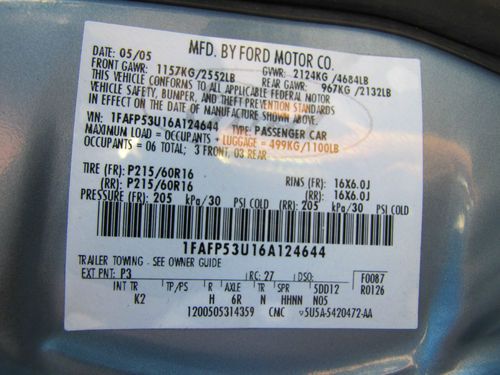 MFD. BY FORD MOTOR CO.
DATE: 05/05 GVWR: 2124KG /4684LB
FRONT GAWR: 1157KG/2552LB REAR GAWR: 967KG/2132LB
THIS VEHICLE CONFORMS TO ALL APPLICABLE FEDERAL MOTOR
VEHICLE SAFETY, BUMPER, AND THEFT PREVENTION STANDARDS
IN EFFECT ON THE DATE OF MANUFACTURE SHOWN ABOVE.
VIN: 1FAFP53U16A124644 TYPE: PASSENGER CAR
MAXIMUM LOAD = OCCUPANTS + LUGGAGE = 499KG/1100LB
OCCUPANTS = 06 TOTAL; 3 FRONT, 03 REAR
TIRE (FR): P215/60R16 RIMS (FR): 16X6.0J
(RR): P215/60R16 (RR): 16X6.0J
PRESSURE (FR): 205 kPa/30 PSI COLD (RR): 205 kPa/30 PSI COLD
1FAFP53U16A124644
TRAILER TOWING - SEE OWNER GUIDE
EXT PNT: P3 RC: 27 DSO: F0087
INT TR TP/PS R AXLE TR SPR 5DD12 R0126
K2 H 6R N HHNN N05
1200505314359 CNC 5U5A-5420472-AA